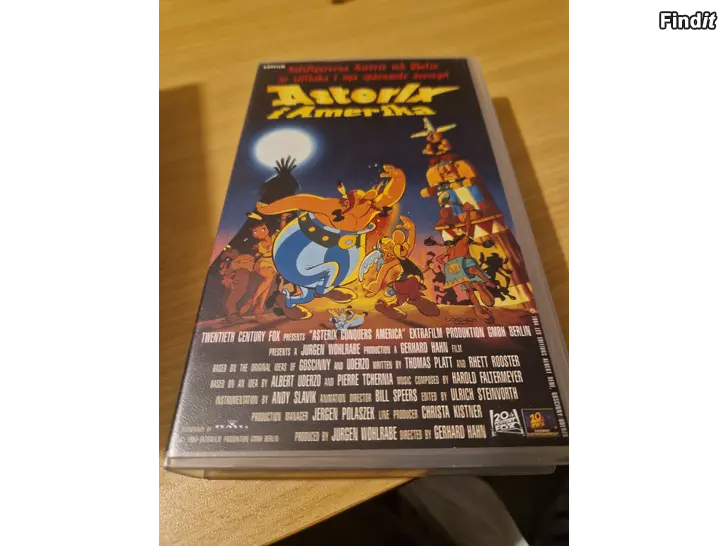 Findit
Asterix
i Amerika
TWENTIETH CENTURY FOX PRESENTS "ASTERIX CONQUERS AMERICA" EXTRAFILM PRODUKTION GMBH BERLIN
PRESENTS A JURGEN WOHLRABE PRODUCTION A GERHARD HAHN FILM
BASED ON THE ORIGINAL IDEAS OF GOSCINNY AND UDERZO WRITTEN BY THOMAS PLATT AND RHETT ROOSTER
BASED ON AN IDEA BY ALBERT UDERZO AND PIERRE TCHERNIA MUSIC COMPOSED BY HAROLD FALTERMEYER
INSTRUMENTATION BY ANDY SLAVIK ANIMATION DIRECTOR BILL SPEERS EDITED BY ULRICH STEINVORTH
PRODUCTION MANAGER JERGEN POLASZEK LINE PRODUCER CHRISTA KISTNER
PRODUCED BY JURGEN WOHLRABE DIRECTED BY GERHARD HAHN
20
FOX
20